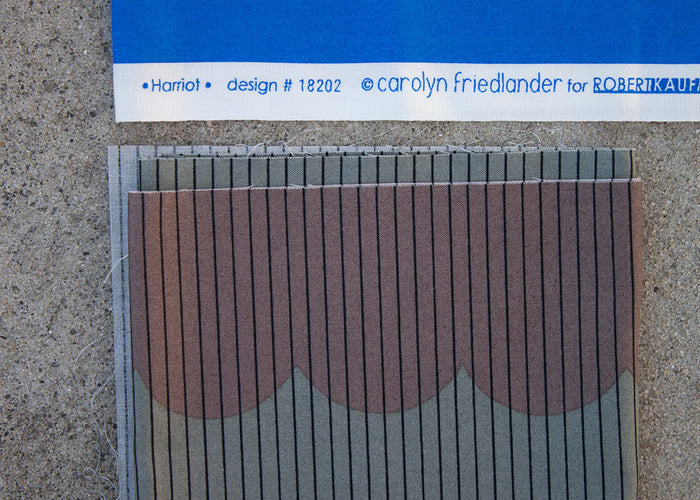 •Harriot• design # 18202 © carolyn friedlander for ROBERTKAUF